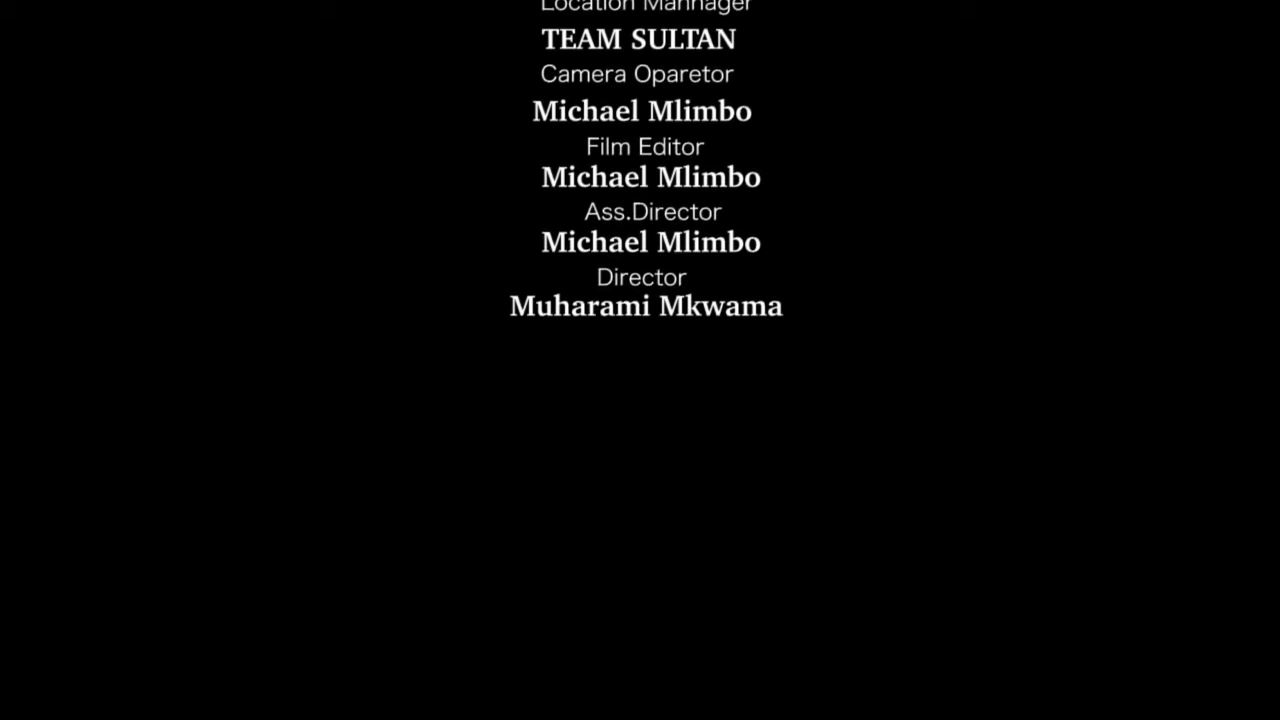 Location Mannager
TEAM SULTAN
Camera Oparetor
Michael Mlimbo
Film Editor
Michael Mlimbo
Ass.Director
Michael Mlimbo
Director
Muharami Mkwama